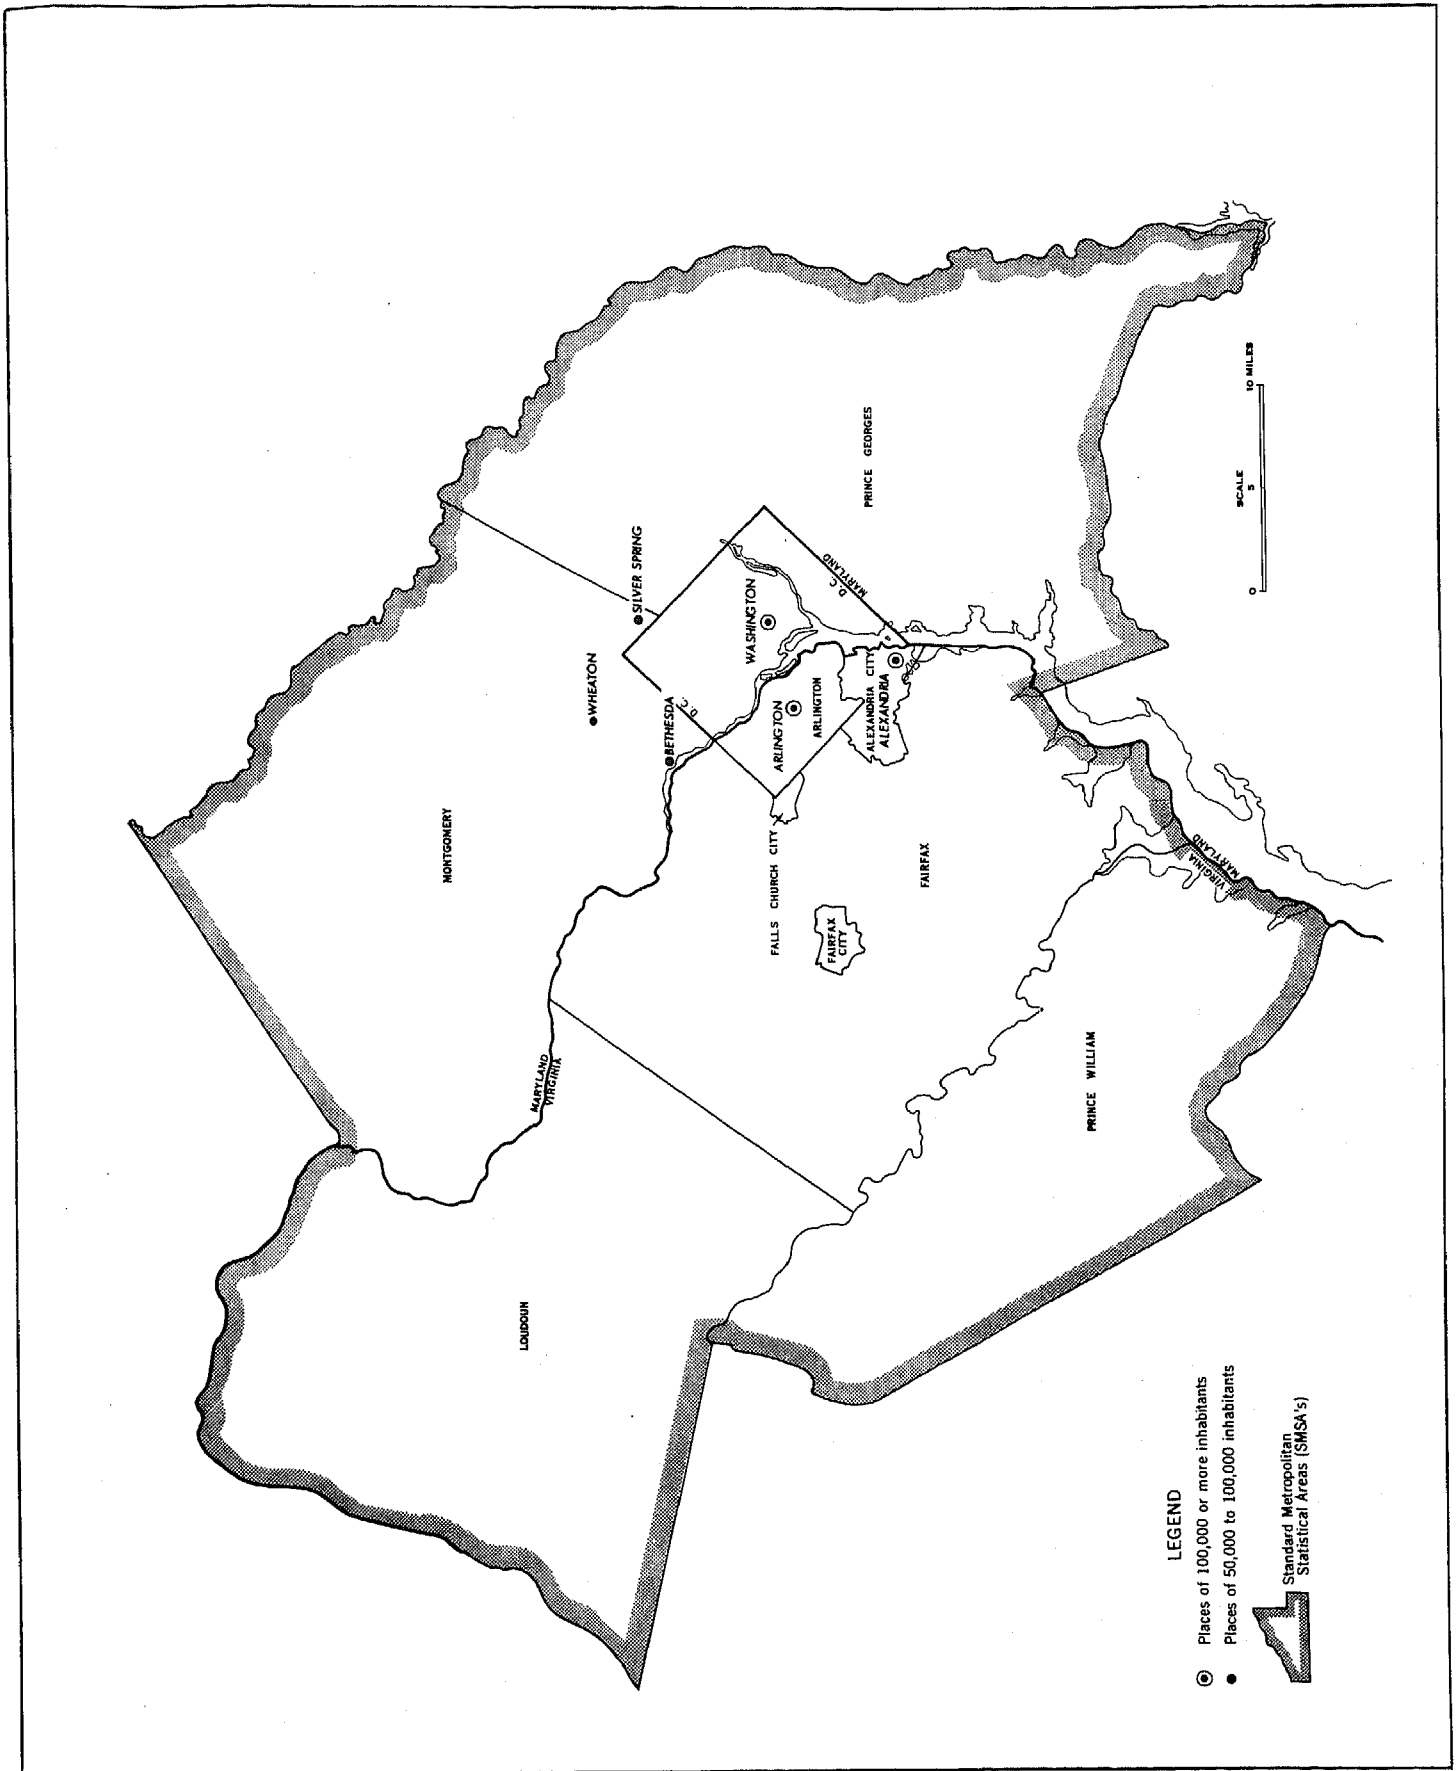 MONTGOMERY
WHEATON
SILVER SPRING
BETHESDA
D.C.
WASHINGTON
D.C.
MARYLAND
PRINCE GEORGES
MARYLAND
VIRGINIA
LOUDOUN
ARLINGTON
ARLINGTON
ALEXANDRIA CITY
ALEXANDRIA
FALLS CHURCH CITY
FAIRFAX
CITY
FAIRFAX
PRINCE WILLIAM
VIRGINIA
MARYLAND
SCALE
0 5 10 MILES
LEGEND
Places of 100,000 or more inhabitants
Places of 50,000 to 100,000 inhabitants
Standard Metropolitan
Statistical Areas (SMSA's)